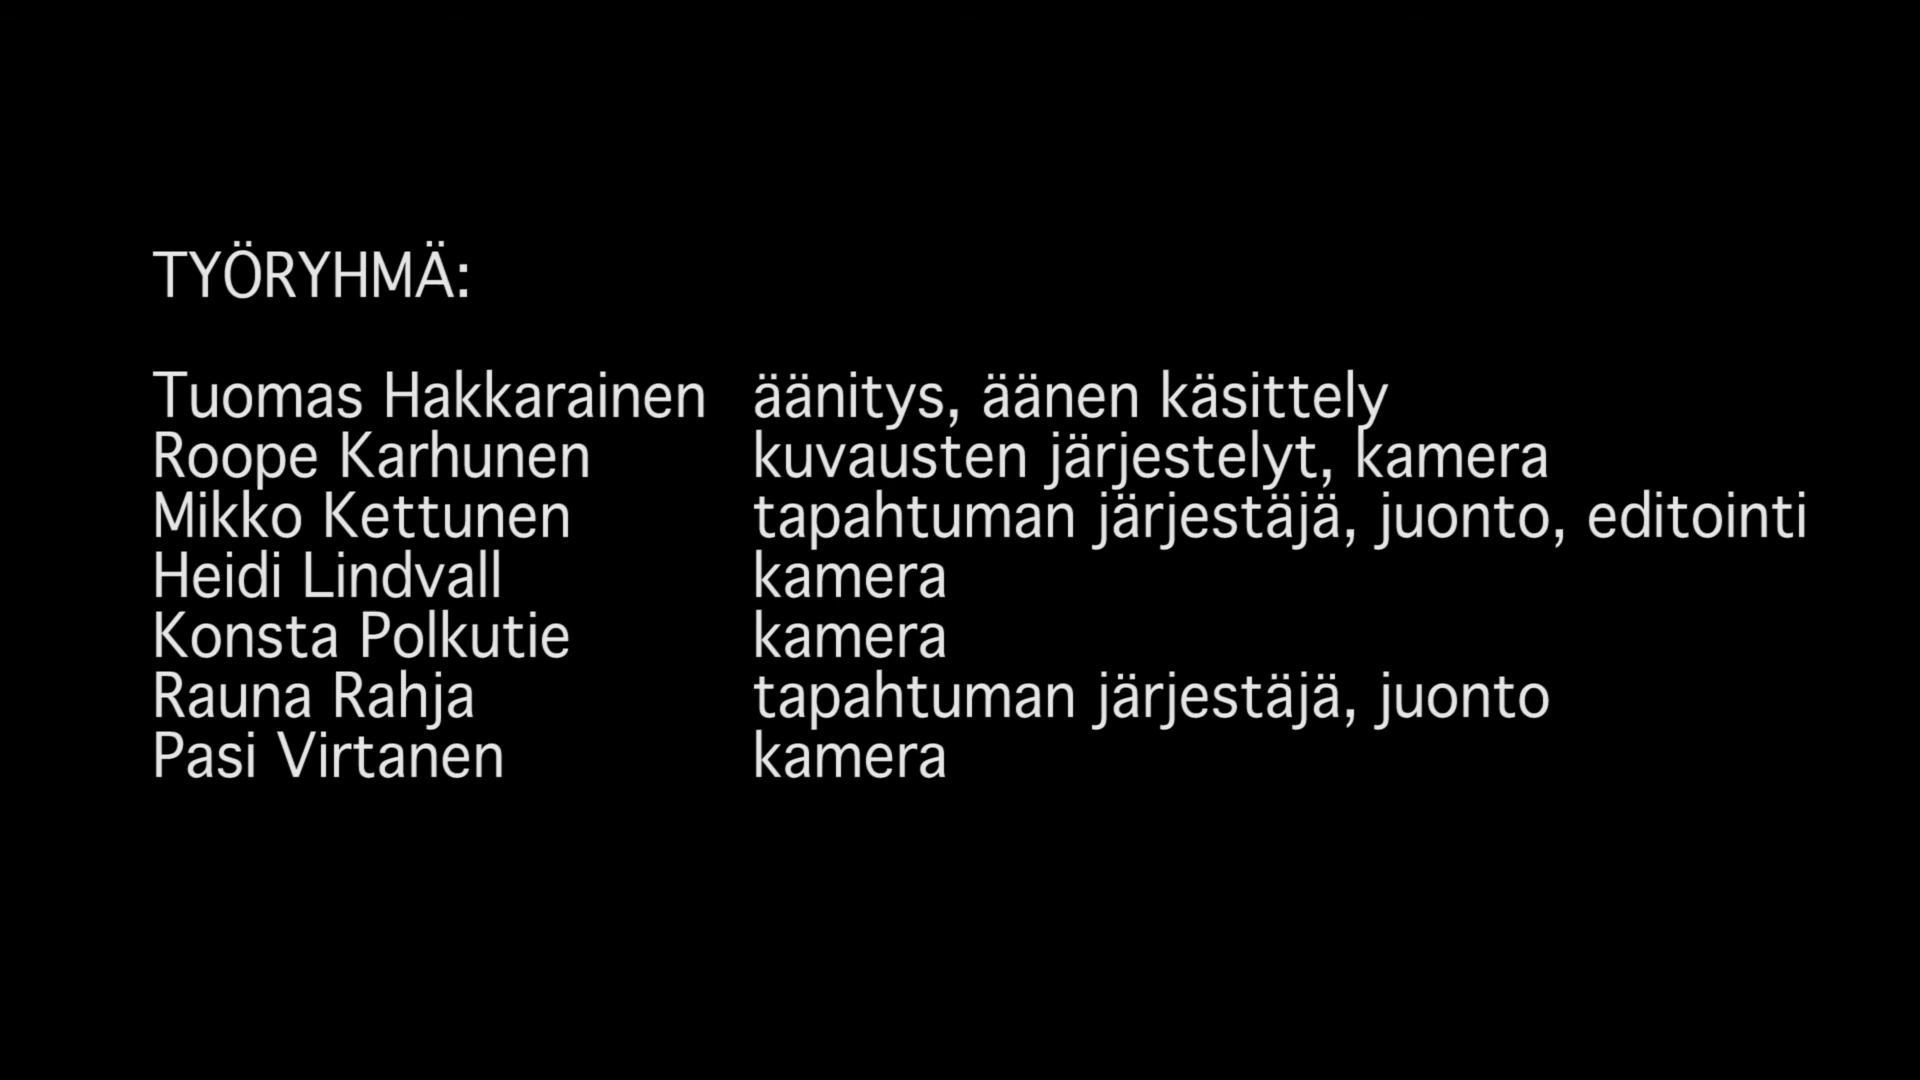 TYÖRYHMÄ:
Tuomas Hakkarainen äänitys, äänen käsittely
Roope Karhunen kuvausten järjestelyt, kamera
Mikko Kettunen tapahtuman järjestäjä, juonto, editointi
Heidi Lindvall kamera
Konsta Polkutie kamera
Rauna Rahja tapahtuman järjestäjä, juonto
Pasi Virtanen kamera